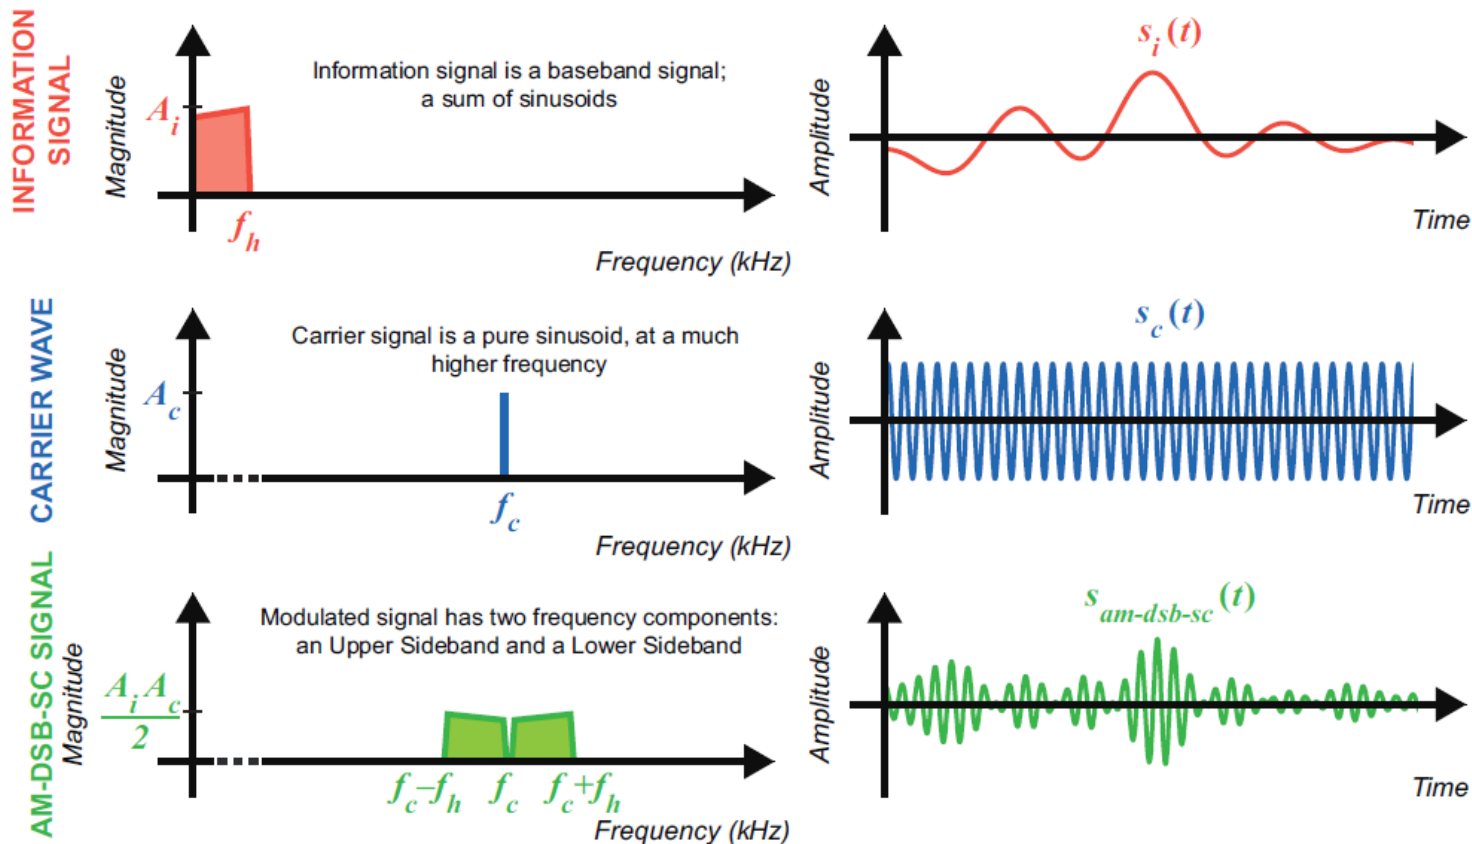 INFORMATION
SIGNAL
Magnitude
A_i
Information signal is a baseband signal;
a sum of sinusoids
f_h
Frequency (kHz)
s_i(t)
Amplitude
Time
CARRIER WAVE
Magnitude
A_c
Carrier signal is a pure sinusoid, at a much
higher frequency
f_c
Frequency (kHz)
s_c(t)
Amplitude
Time
AM-DSB-SC SIGNAL
Magnitude
A_i A_c
2
Modulated signal has two frequency components:
an Upper Sideband and a Lower Sideband
f_c–f_h f_c f_c+f_h
Frequency (kHz)
s_am-dsb-sc(t)
Amplitude
Time